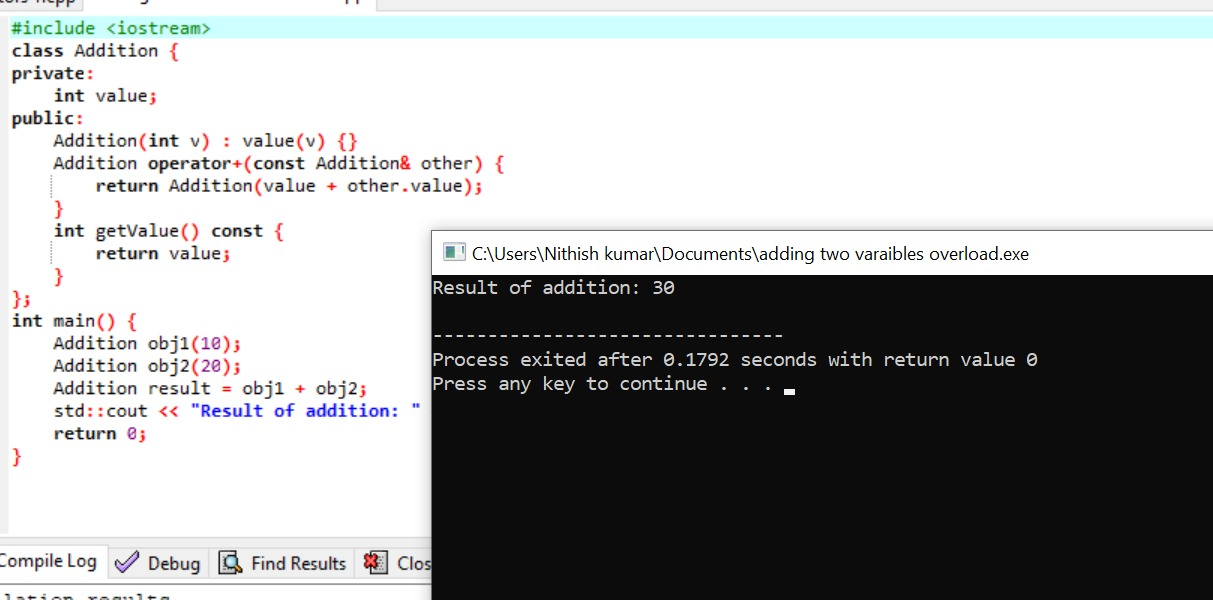 #include <iostream>
class Addition {
private:
int value;
public:
Addition(int v) : value(v) {}
Addition operator+(const Addition& other) {
return Addition(value + other.value);
}
int getValue() const {
return value;
}
};
int main() {
Addition obj1(10);
Addition obj2(20);
Addition result = obj1 + obj2;
std::cout << "Result of addition: "
return 0;
}
C:\Users\Nithish kumar\Documents\adding two varaibles overload.exe
Result of addition: 30
--------------------------------
Process exited after 0.1792 seconds with return value 0
Press any key to continue . . .
Compile Log Debug Find Results Clos